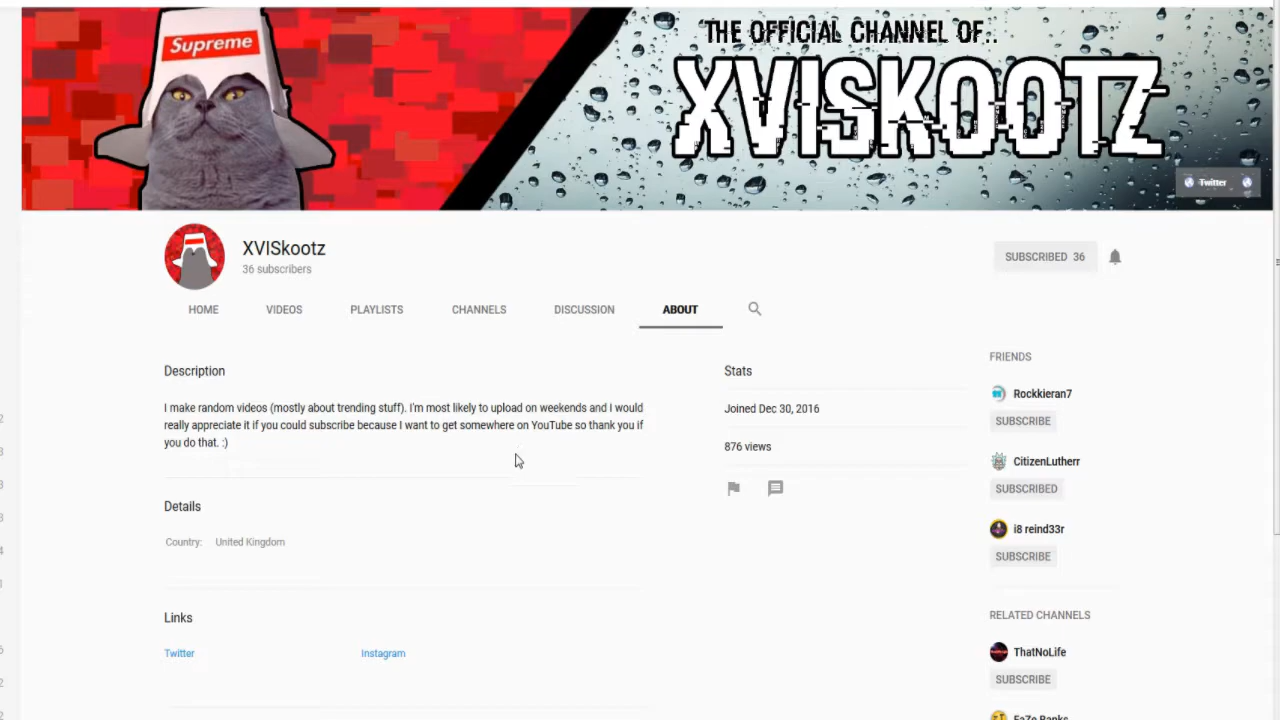 Supreme
THE OFFICIAL CHANNEL OF..
XVISKOOTZ
Twitter
XVISkootz
36 subscribers
SUBSCRIBED 36
HOME VIDEOS PLAYLISTS CHANNELS DISCUSSION ABOUT
Description
I make random videos (mostly about trending stuff). I'm most likely to upload on weekends and I would
really appreciate it if you could subscribe because I want to get somewhere on YouTube so thank you if
you do that. :)
Details
Country: United Kingdom
Links
Twitter Instagram
Stats
Joined Dec 30, 2016
876 views
FRIENDS
Rockkieran7
SUBSCRIBE
CitizenLutherr
SUBSCRIBED
i8 reind33r
SUBSCRIBE
RELATED CHANNELS
ThatNoLife
SUBSCRIBE
FaZe Banks